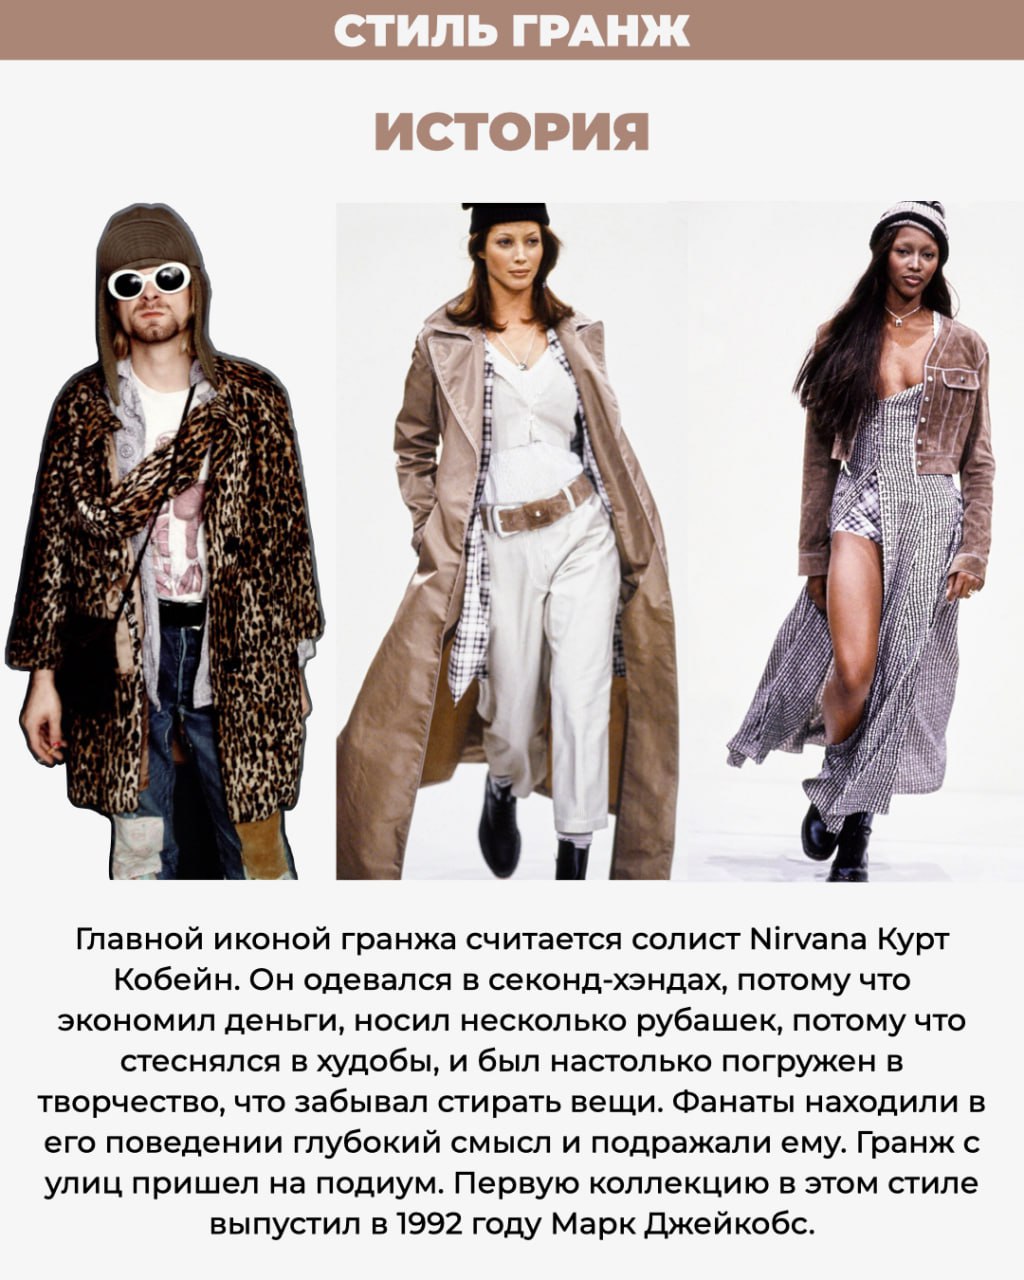 СТИЛЬ ГРАНЖ
ИСТОРИЯ
Главной иконой гранжа считается солист Nirvana Курт
Кобейн. Он одевался в секонд-хэндах, потому что
экономил деньги, носил несколько рубашек, потому что
стеснялся в худобы, и был настолько погружен в
творчество, что забывал стирать вещи. Фанаты находили в
его поведении глубокий смысл и подражали ему. Гранж с
улиц пришел на подиум. Первую коллекцию в этом стиле
выпустил в 1992 году Марк Джейкобс.